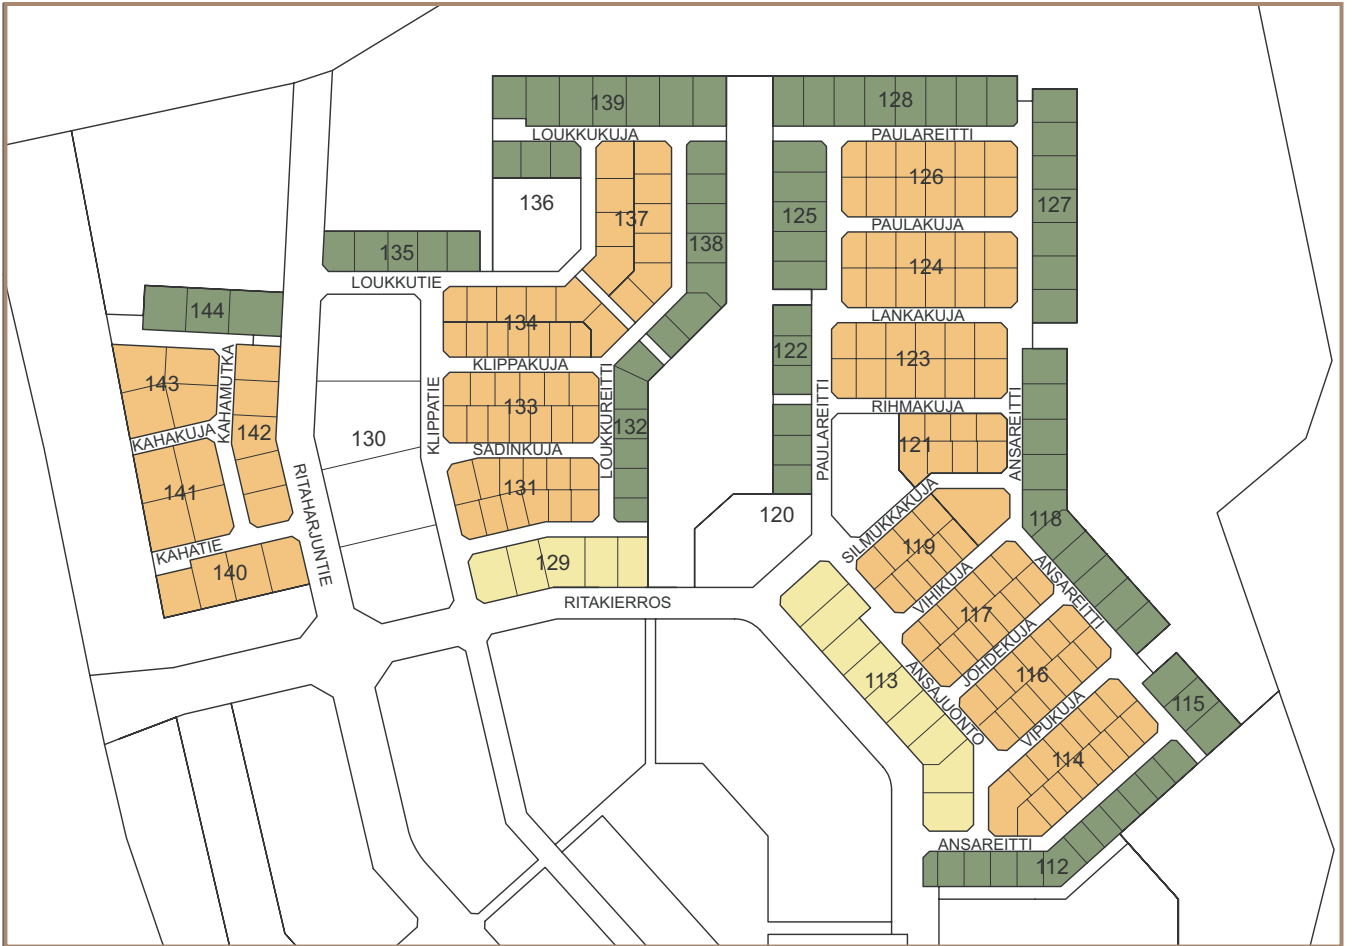 139
128
LOUKKUKUJA
PAULAREITTI
126
136
127
137
125
PAULAKUJA
138
135
124
LOUKKUTIE
144
LANKAKUJA
134
122
123
KLIPPAKUJA
143
KAHAMUTKA
KLIPPATIE
LOUKKUREITTI
PAULAREITTI
ANSAREITTI
133
RIHMAKUJA
132
KAHAKUJA
142
130
121
SADINKUJA
141
RITAHARJUNTIE
131
SILMUKKAKUJA
120
118
KAHATIE
119
129
140
VIHIKUJA
ANSAREITTI
RITAKIERROS
117
JOHDEKUJA
116
113
ANSAJUONTO
115
VIPUKUJA
114
ANSAREITTI
112